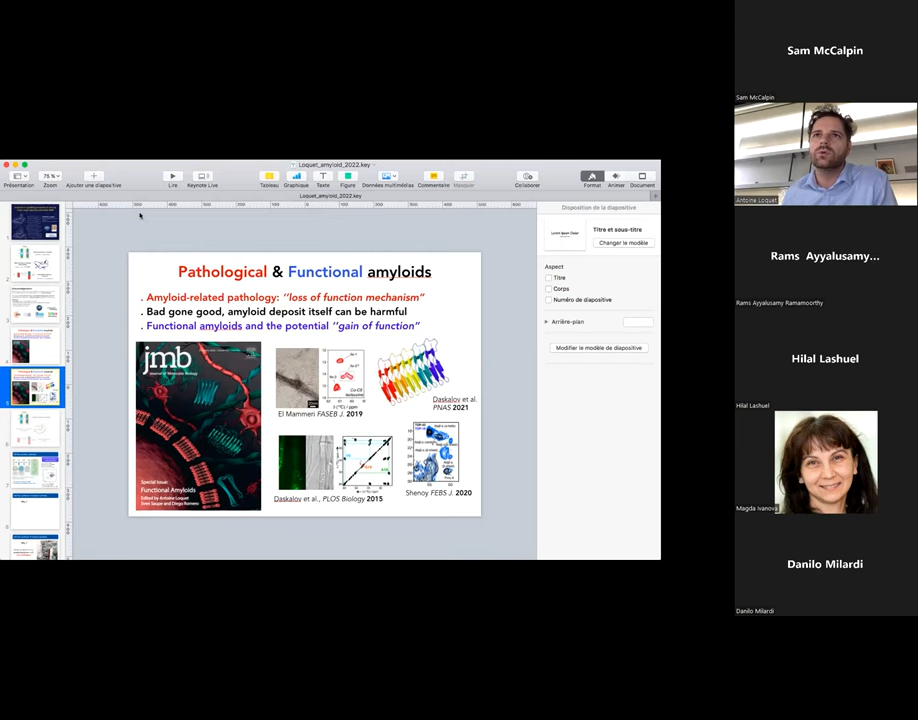 Loquet_amyloid_2022.key
75 %
Présentation
Zoom
Ajouter une diapositive
Lire
Keynote Live
Tableau
Graphique
Texte
Figure
Données multimédias
Commentaire
Masquer
Collaborer
Format
Animer
Document
Loquet_amyloid_2022.key
Pathological & Functional amyloids
. Amyloid-related pathology: ‘‘loss of function mechanism’’
. Bad gone good, amyloid deposit itself can be harmful
. Functional amyloids and the potential ‘‘gain of function’’
jmb
Journal of Molecular Biology
Special Issue:
Functional Amyloids
Edited by Antoine Loquet
Sven Saupe and Diego Romero
El Mammeri FASEB J. 2019
Daskalov et al.
PNAS 2021
Daskalov et al., PLOS Biology 2015
Shenoy FEBS J. 2020
Disposition de la diapositive
Titre et sous-titre
Changer le modèle
Aspect
Titre
Corps
Numéro de diapositive
Arrière-plan
Modifier le modèle de diapositive
Sam McCalpin
Sam McCalpin
Antoine Loquet
Rams Ayyalusamy...
Rams Ayyalusamy Ramamoorthy
Hilal Lashuel
Hilal Lashuel
Magda Ivanova
Danilo Milardi
Danilo Milardi